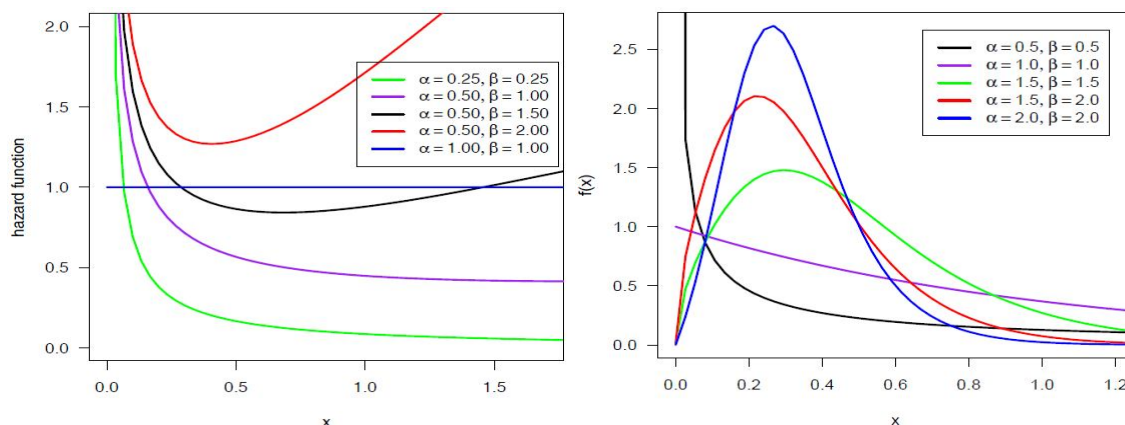 hazard function
2.0
1.5
1.0
0.5
0.0
α = 0.25, β = 0.25
α = 0.50, β = 1.00
α = 0.50, β = 1.50
α = 0.50, β = 2.00
α = 1.00, β = 1.00
0.0 0.5 1.0 1.5
x
f(x)
2.5
2.0
1.5
1.0
0.5
0.0
α = 0.5, β = 0.5
α = 1.0, β = 1.0
α = 1.5, β = 1.5
α = 1.5, β = 2.0
α = 2.0, β = 2.0
0.0 0.2 0.4 0.6 0.8 1.0 1.2
x